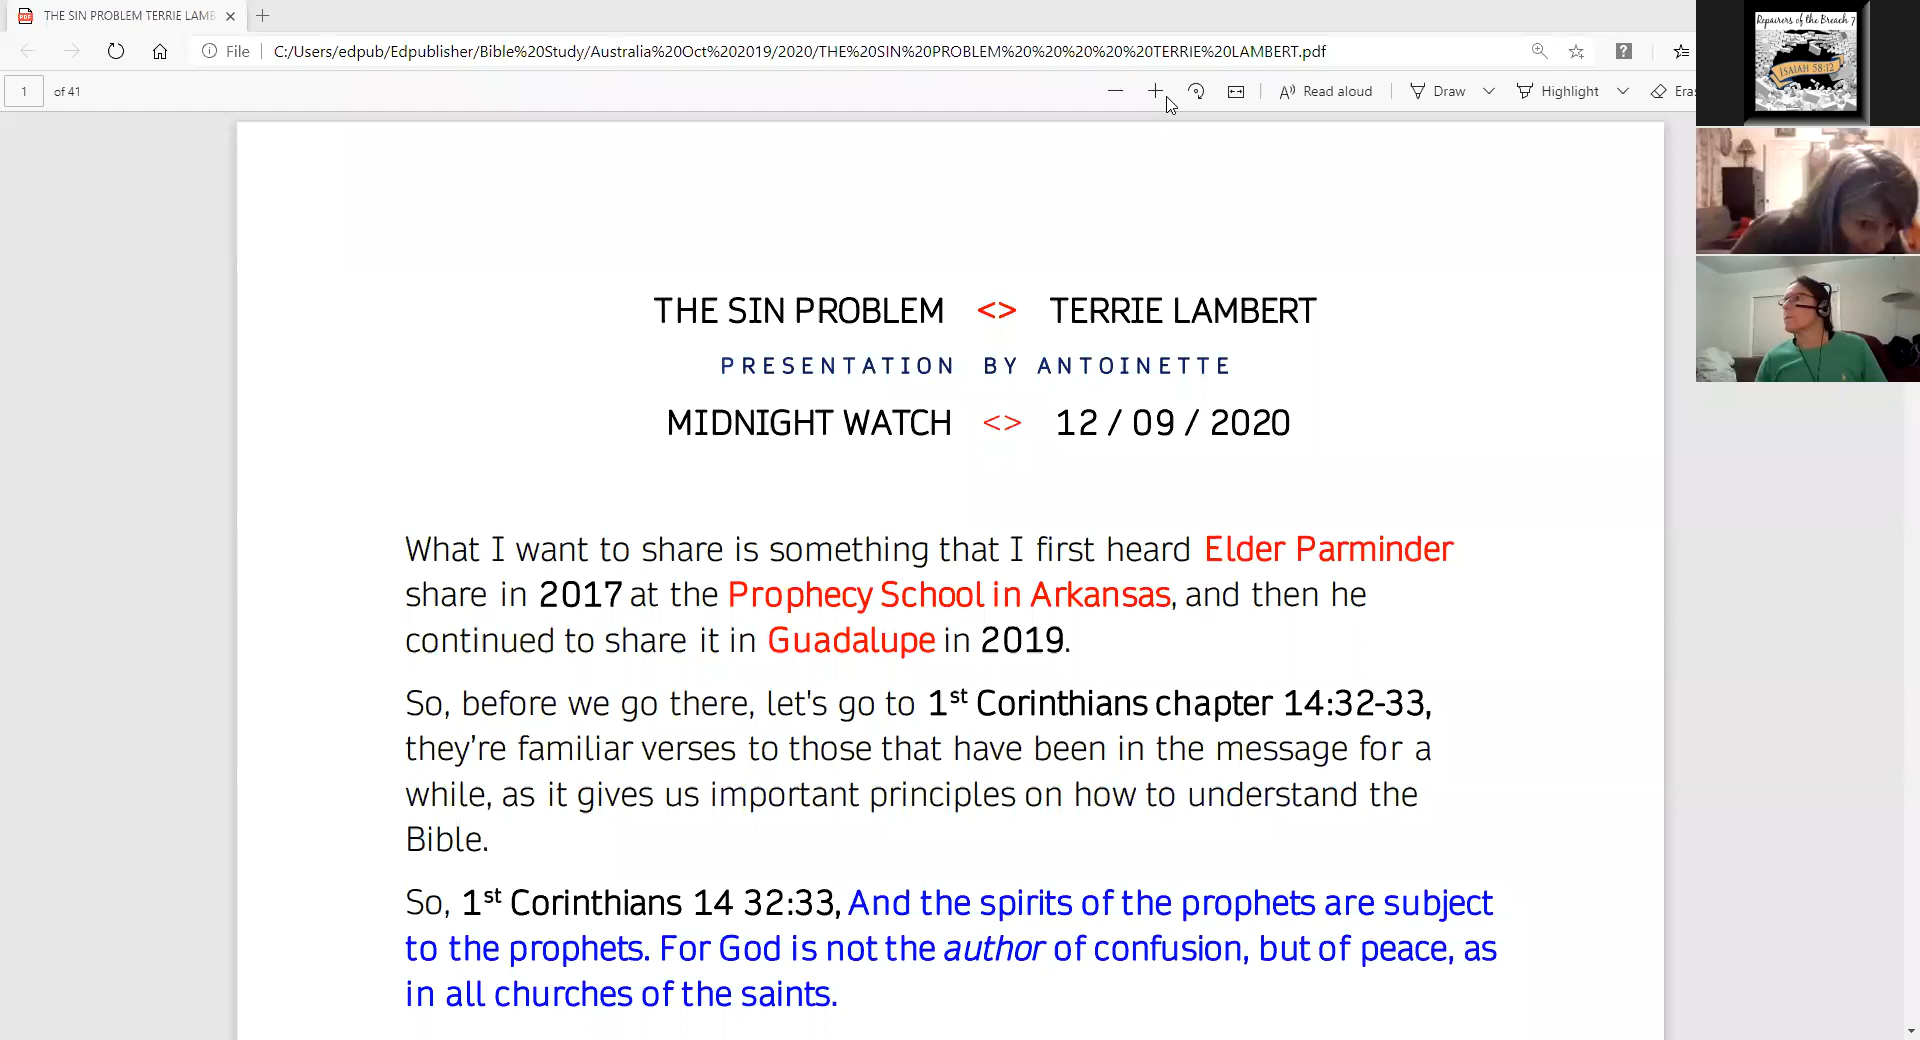 THE SIN PROBLEM TERRIE LAMB
File
C:/Users/edpub/Edpublisher/Bible%20Study/Australia%20Oct%202019/2020/THE%20SIN%20PROBLEM%20%20%20%20%20TERRIE%20LAMBERT.pdf
1 of 41
Read aloud
Draw
Highlight
Eras
Repairers of the Breach 7
ISAIAH 58:12
THE SIN PROBLEM <> TERRIE LAMBERT
PRESENTATION BY ANTOINETTE
MIDNIGHT WATCH <> 12 / 09 / 2020
What I want to share is something that I first heard Elder Parminder
share in 2017 at the Prophecy School in Arkansas, and then he
continued to share it in Guadalupe in 2019.
So, before we go there, let's go to 1st Corinthians chapter 14:32-33,
they're familiar verses to those that have been in the message for a
while, as it gives us important principles on how to understand the
Bible.
So, 1st Corinthians 14 32:33, And the spirits of the prophets are subject
to the prophets. For God is not the author of confusion, but of peace, as
in all churches of the saints.